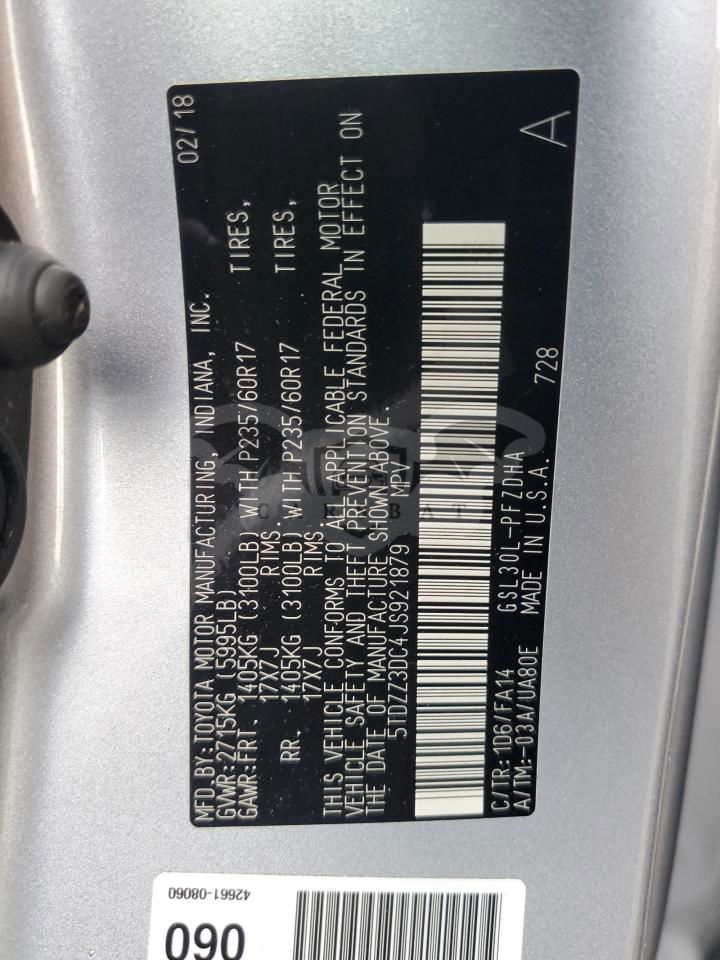 MFD.BY:TOYOTA MOTOR MANUFACTURING, INDIANA, INC. 02/18
GVWR:2715KG (5995LB)
GAWR:FRT. 1405KG (3100LB) WITH P235/60R17 TIRES,
17X7J RIMS
RR. 1405KG (3100LB) WITH P235/60R17 TIRES,
17X7J RIMS
THIS VEHICLE CONFORMS TO ALL APPLICABLE FEDERAL MOTOR
VEHICLE SAFETY AND THEFT PREVENTION STANDARDS IN EFFECT ON
THE DATE OF MANUFACTURE SHOWN ABOVE.
5TDZZ3DC4JS921879 MPV
C/TR:1D6/FA14 GSL30L-PFZDHA 728 A
A/TM:-03A/UA80E MADE IN U.S.A.
42661-08060
060